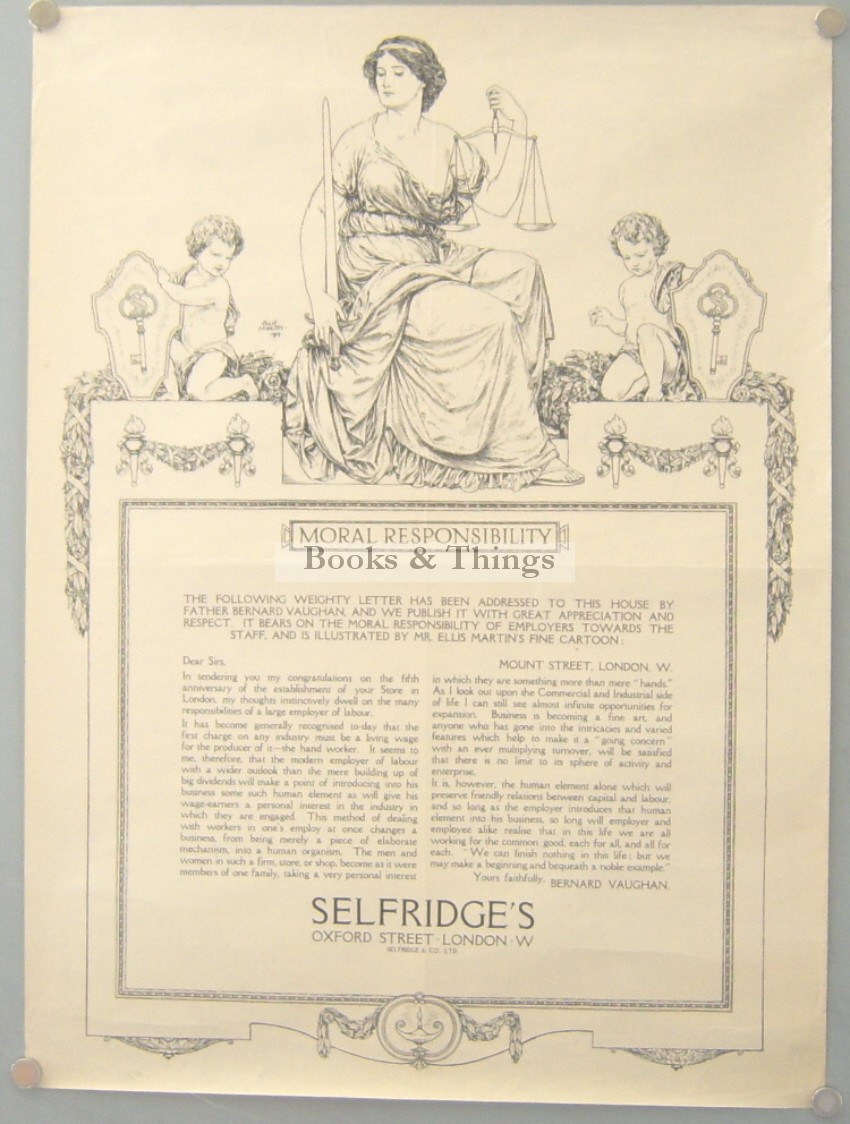 ELLIS
MARTIN
MORAL RESPONSIBILITY
Books & Things
THE FOLLOWING WEIGHTY LETTER HAS BEEN ADDRESSED TO THIS HOUSE BY
FATHER BERNARD VAUGHAN, AND WE PUBLISH IT WITH GREAT APPRECIATION AND
RESPECT. IT BEARS ON THE MORAL RESPONSIBILITY OF EMPLOYERS TOWARDS THE
STAFF, AND IS ILLUSTRATED BY MR. ELLIS MARTIN'S FINE CARTOON:
Dear Sirs,
In tendering you my congratulations on the fifth
anniversary of the establishment of your Store in
London, my thoughts instinctively dwell on the many
responsibilities of a large employer of labour.
It has become generally recognised to-day that the
first charge on any industry must be a living wage
for the producer of it—the hand worker. It seems to
me, therefore, that the modern employer of labour
with a wider outlook than the mere building up of
big dividends will make a point of introducing into his
business some such human element as will give his
wage-earners a personal interest in the industry in
which they are engaged. This method of dealing
with workers in one's employ at once changes a
business, from being merely a piece of elaborate
mechanism, into a human organism. The men and
women in such a firm, store, or shop, become as it were
members of one family, taking a very personal interest
MOUNT STREET, LONDON, W.
in which they are something more than mere "hands."
As I look out upon the Commercial and Industrial side
of life I can still see almost infinite opportunities for
expansion. Business is becoming a fine art, and
anyone who has gone into the intricacies and varied
features which help to make it a "going concern"
with an ever multiplying turnover, will be satisfied
that there is no limit to its sphere of activity and
enterprise.
It is, however, the human element alone which will
preserve friendly relations between capital and labour,
and so long as the employer introduces that human
element into his business, so long will employer and
employee alike realise that in this life we are all
working for the common good, each for all, and all for
each. "We can finish nothing in this life; but we
may make a beginning and bequeath a noble example."
Yours faithfully, BERNARD VAUGHAN.
SELFRIDGE'S
OXFORD STREET · LONDON · W
SELFRIDGE & CO. LTD.